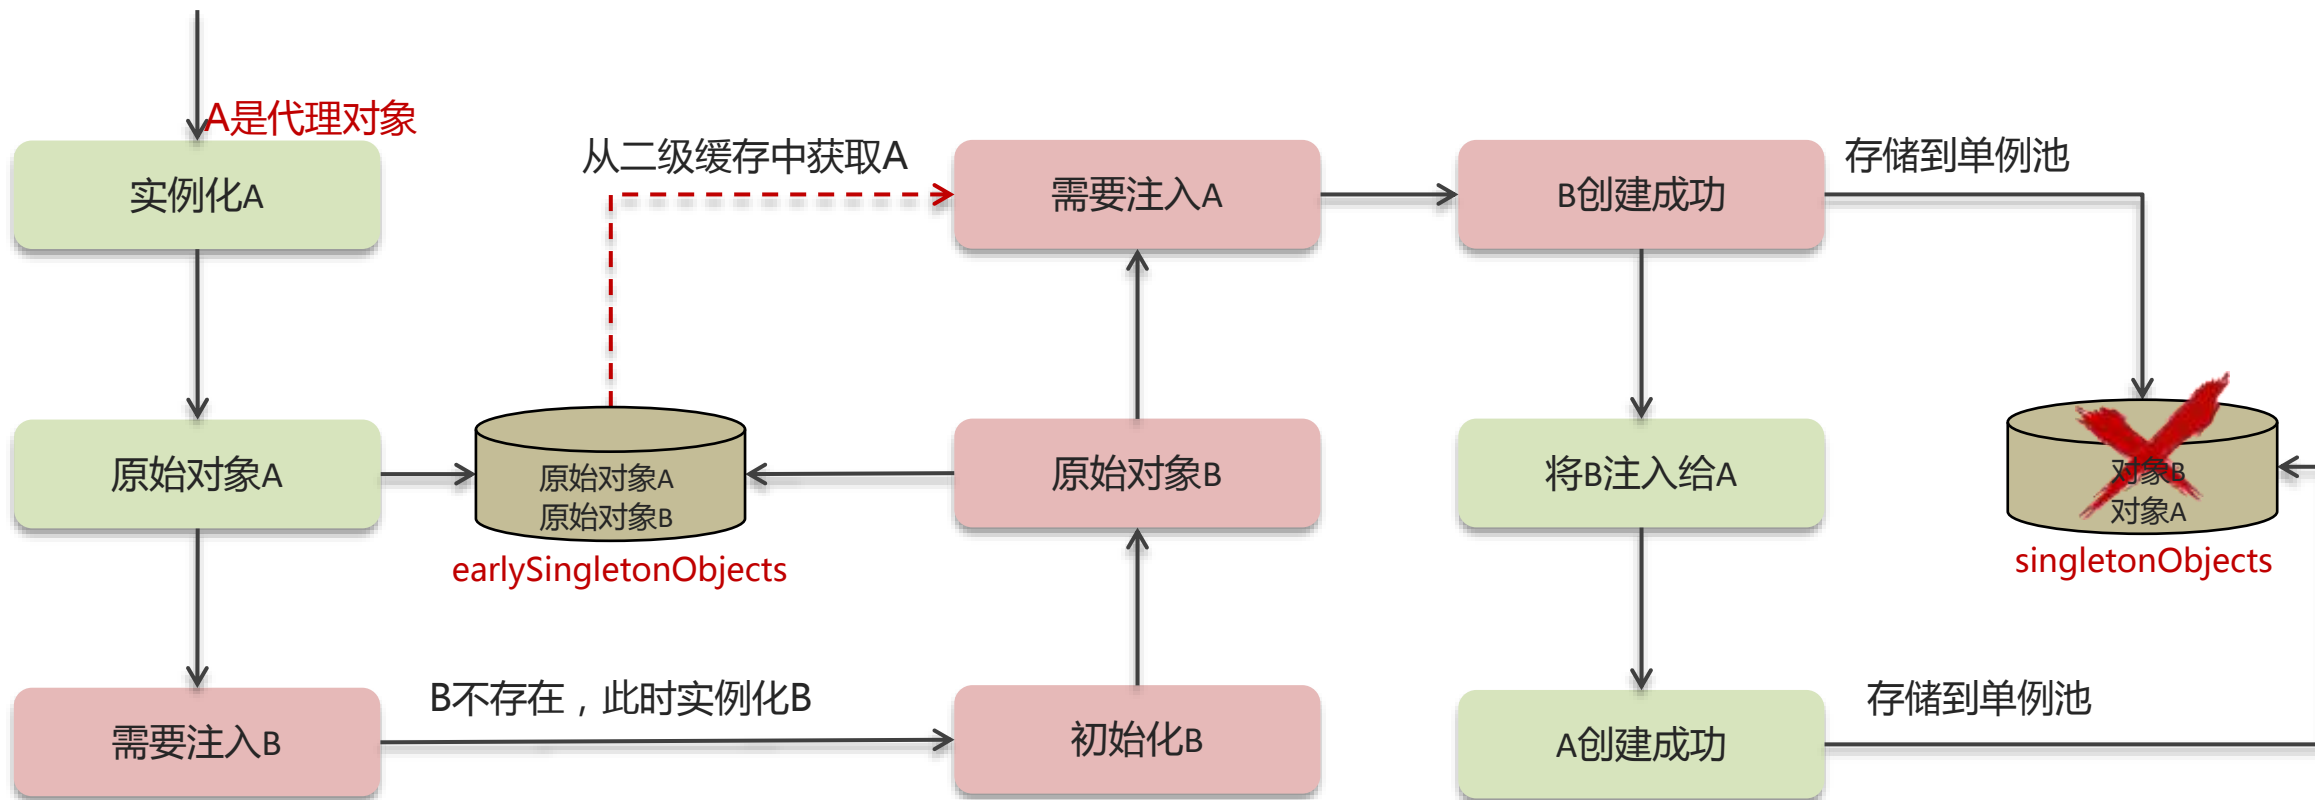 A是代理对象
实例化A
从二级缓存中获取A
需要注入A
B创建成功
存储到单例池
原始对象A
原始对象A
原始对象B
earlySingletonObjects
原始对象B
将B注入给A
对象B
对象A
singletonObjects
需要注入B
B不存在，此时实例化B
初始化B
A创建成功
存储到单例池